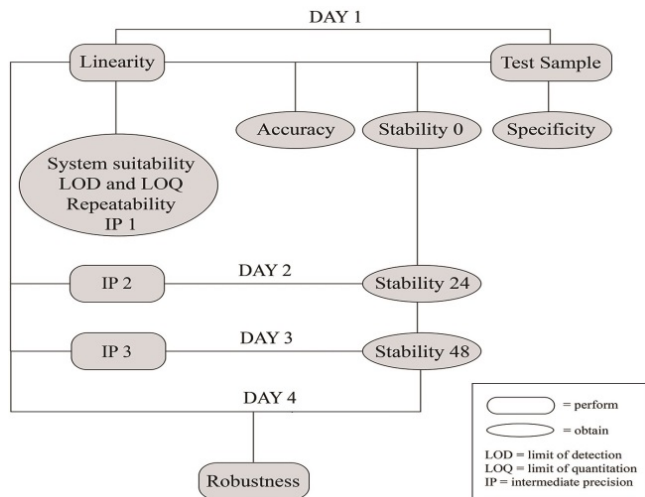 DAY 1
Linearity
Test Sample
Accuracy
Stability 0
Specificity
System suitability
LOD and LOQ
Repeatability
IP 1
DAY 2
IP 2
Stability 24
DAY 3
IP 3
Stability 48
DAY 4
Robustness
= perform
= obtain
LOD = limit of detection
LOQ = limit of quantitation
IP = intermediate precision